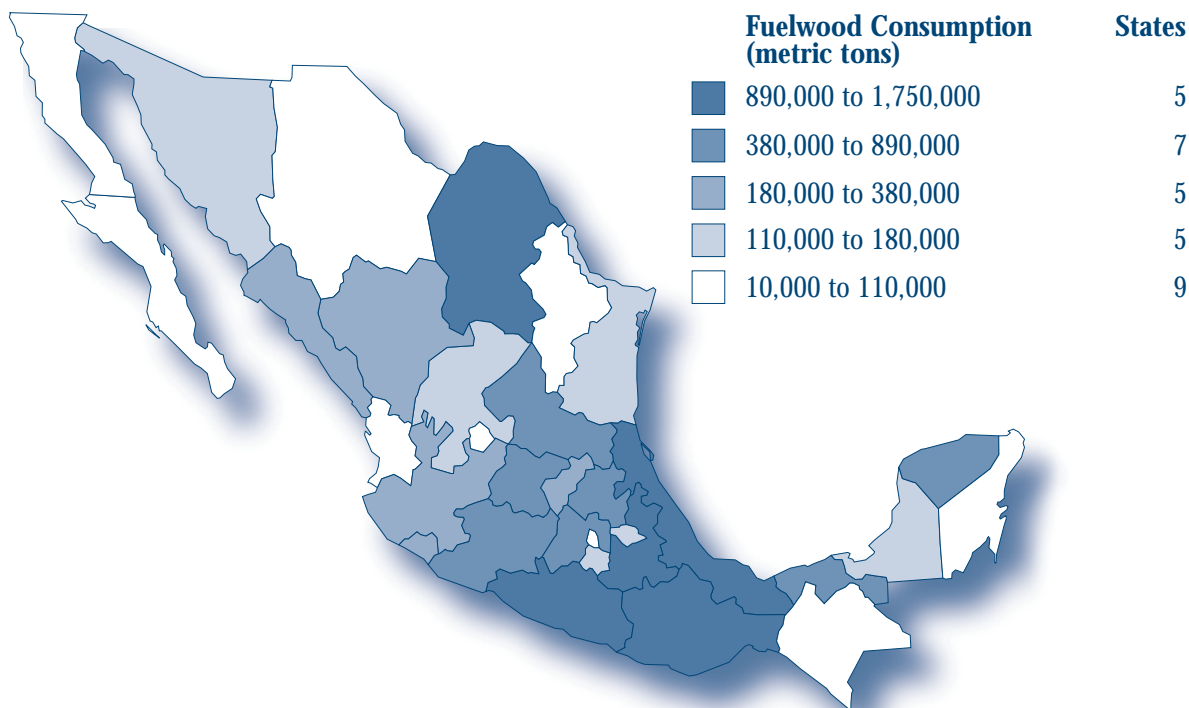 Fuelwood Consumption States
(metric tons)
890,000 to 1,750,000 5
380,000 to 890,000 7
180,000 to 380,000 5
110,000 to 180,000 5
10,000 to 110,000 9